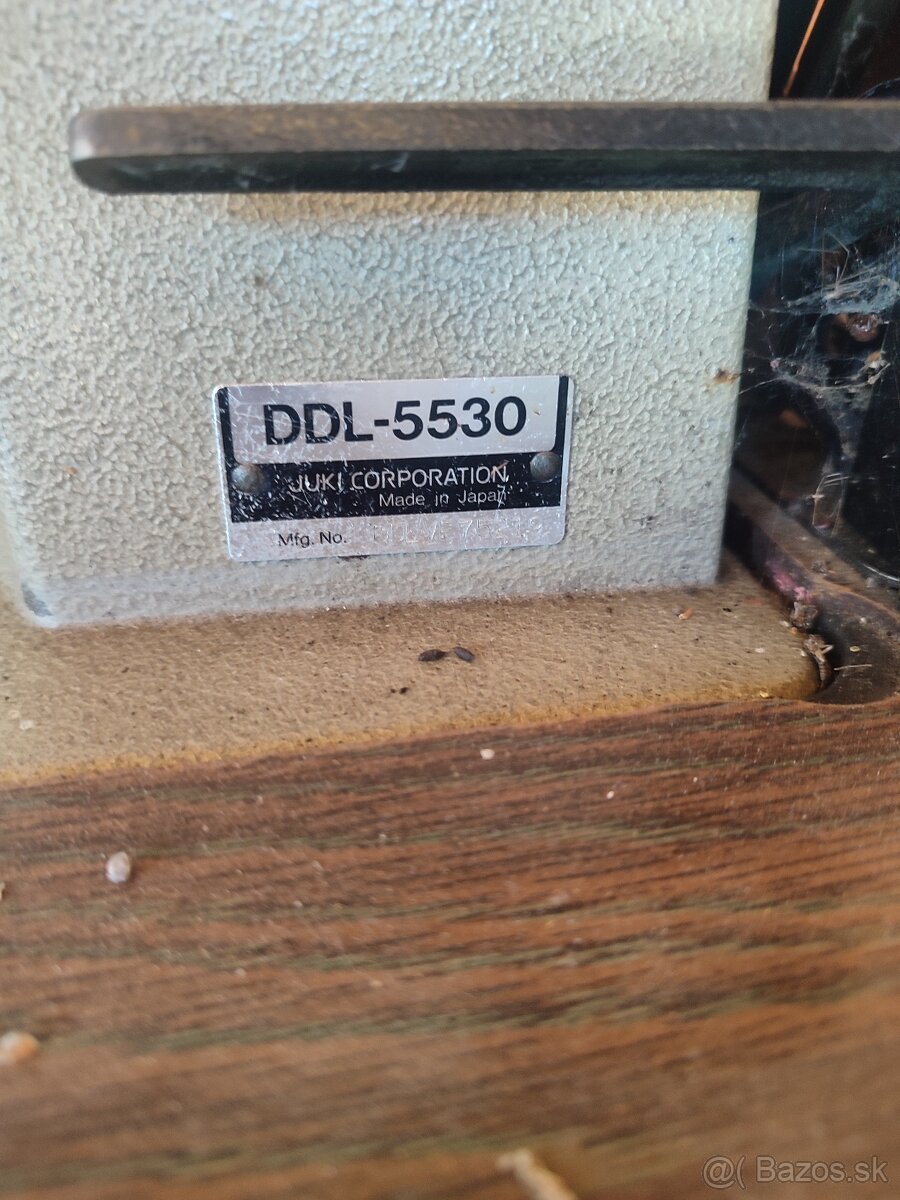 DDL-5530
JUKI CORPORATION
Made in Japan
Mfg. No.
@( Bazos.sk